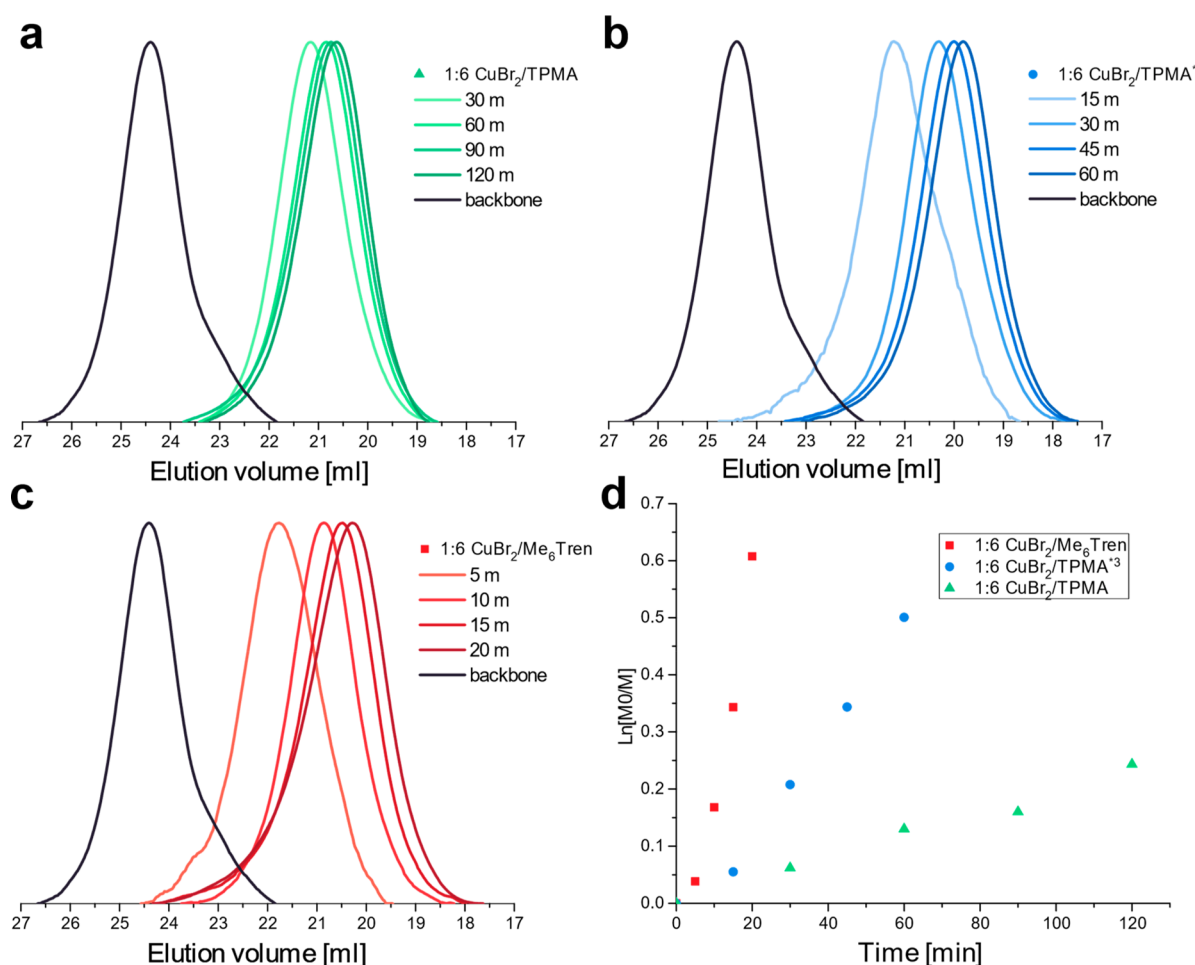 a
1:6 CuBr₂/TPMA
30 m
60 m
90 m
120 m
backbone
27 26 25 24 23 22 21 20 19 18 17
Elution volume [ml]
b
1:6 CuBr₂/TPMA*
15 m
30 m
45 m
60 m
backbone
27 26 25 24 23 22 21 20 19 18 17
Elution volume [ml]
c
1:6 CuBr₂/Me₆Tren
5 m
10 m
15 m
20 m
backbone
27 26 25 24 23 22 21 20 19 18 17
Elution volume [ml]
d
0.7
0.6
0.5
0.4
0.3
0.2
0.1
0.0
Ln[M0/M]
1:6 CuBr₂/Me₆Tren
1:6 CuBr₂/TPMA*³
1:6 CuBr₂/TPMA
0 20 40 60 80 100 120
Time [min]